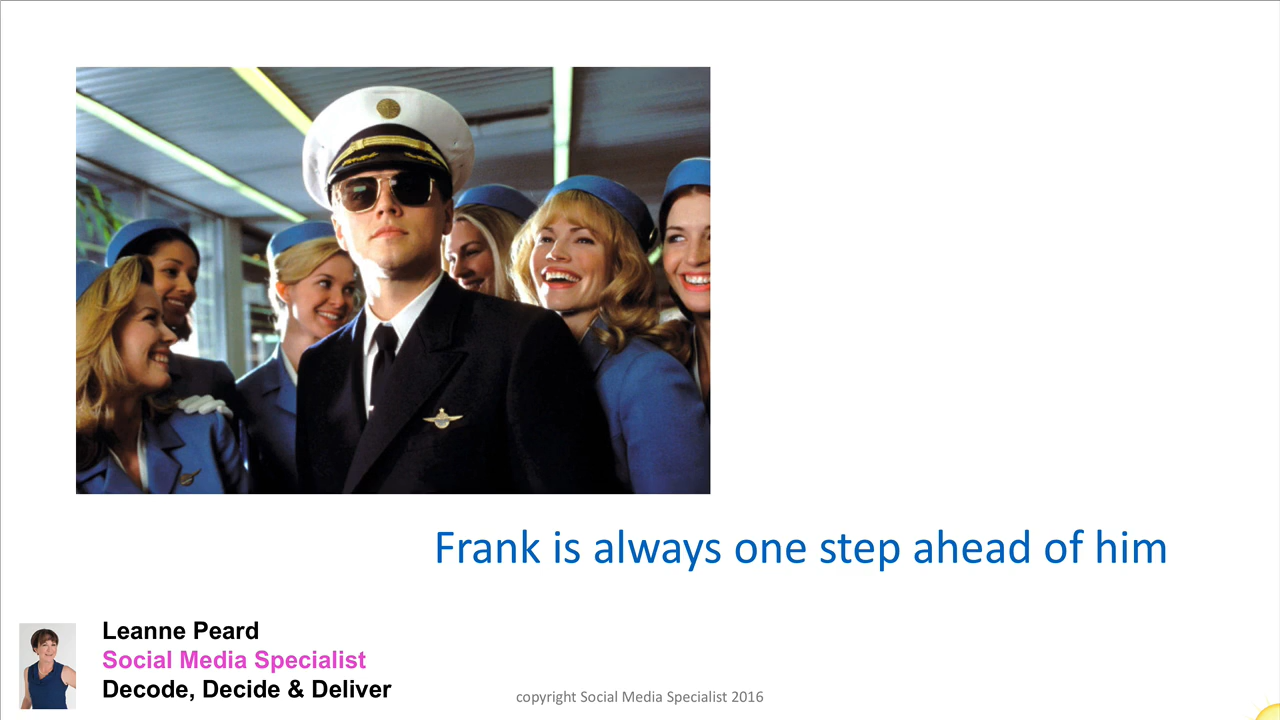 Frank is always one step ahead of him
Leanne Peard
Social Media Specialist
Decode, Decide & Deliver
copyright Social Media Specialist 2016